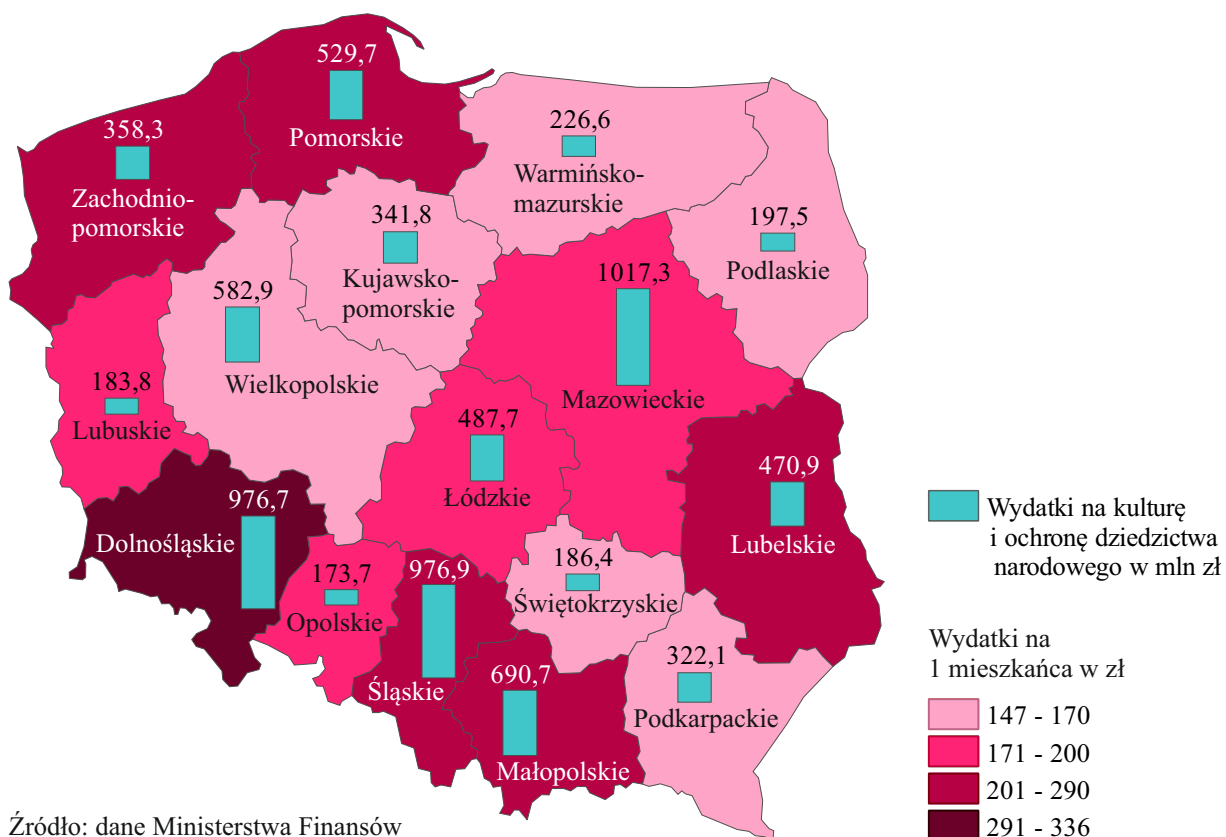 529,7
Pomorskie
358,3
Zachodnio-
pomorskie
226,6
Warmińsko-
mazurskie
341,8
Kujawsko-
pomorskie
197,5
Podlaskie
582,9
Wielkopolskie
1017,3
Mazowieckie
183,8
Lubuskie
487,7
Łódzkie
470,9
Lubelskie
976,7
Dolnośląskie
173,7
Opolskie
976,9
Śląskie
186,4
Świętokrzyskie
690,7
Małopolskie
322,1
Podkarpackie
Wydatki na kulturę
i ochronę dziedzictwa
narodowego w mln zł
Wydatki na
1 mieszkańca w zł
147 - 170
171 - 200
201 - 290
291 - 336
Źródło: dane Ministerstwa Finansów